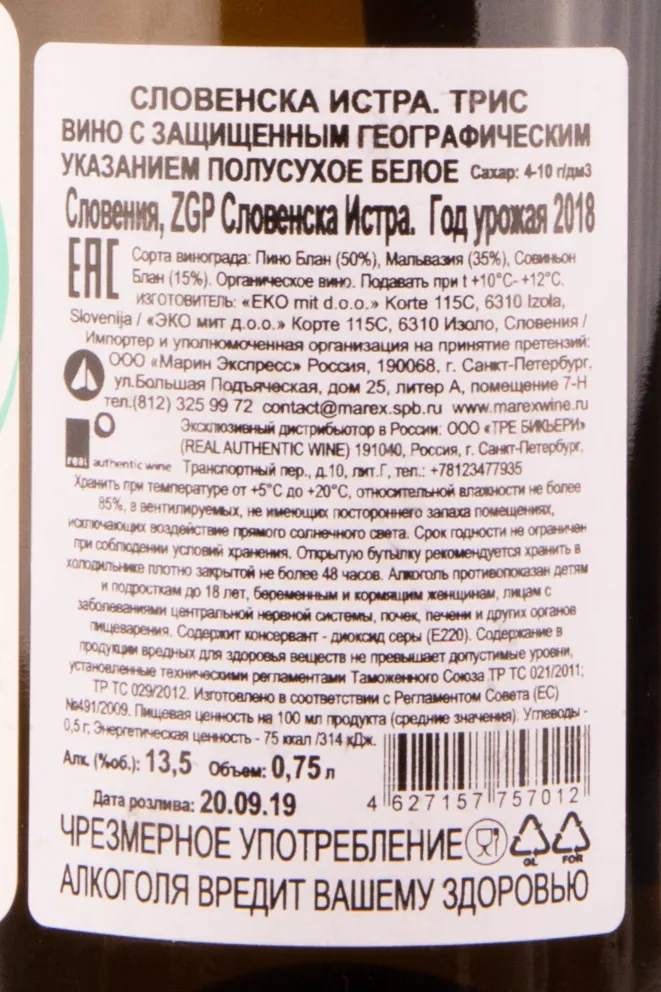 СЛОВЕНСКА ИСТРА. ТРИС
ВИНО С ЗАЩИЩЕННЫМ ГЕОГРАФИЧЕСКИМ
УКАЗАНИЕМ ПОЛУСУХОЕ БЕЛОЕ Сахар: 4-10 г/дм3
Словения, ZGP Словенска Истра. Год урожая 2018
EAC
Сорта винограда: Пино Блан (50%), Мальвазия (35%), Совиньон
Блан (15%). Органическое вино. Подавать при t +10°C- +12°C.
ИЗГОТОВИТЕЛЬ: «EKO mit d.o.o.» Korte 115C, 6310 Izola,
Slovenija / «ЭКО мит д.о.о.» Корте 115С, 6310 Изоло, Словения /
Импортер и уполномоченная организация на принятие претензий:
ООО «Марин Экспресс» Россия, 190068, г. Санкт-Петербург,
ул.Большая Подъяческая, дом 25, литер А, помещение 7-Н
тел.(812) 325 99 72 contact@marex.spb.ru www.marexwine.ru
Эксклюзивный дистрибьютор в России: ООО «ТРЕ БИКЬЕРИ»
(REAL AUTHENTIC WINE) 191040, Россия, г. Санкт-Петербург,
real authentic wine Транспортный пер., д.10, лит.Г, тел.: +78123477935
Хранить при температуре от +5°C до +20°C, относительной влажности не более
85%, в вентилируемых, не имеющих постороннего запаха помещениях,
исключающих воздействие прямого солнечного света. Срок годности не ограничен
при соблюдении условий хранения. Открытую бутылку рекомендуется хранить в
холодильнике плотно закрытой не более 48 часов. Алкоголь противопоказан детям
и подросткам до 18 лет, беременным и кормящим женщинам, лицам с
заболеваниями центральной нервной системы, почек, печени и других органов
пищеварения. Содержит консервант - диоксид серы (Е220). Содержание в
продукции вредных для здоровья веществ не превышает допустимые уровни,
установленные техническими регламентами Таможенного Союза ТР ТС 021/2011;
ТР ТС 029/2012. Изготовлено в соответствии с Регламентом Совета (ЕС)
№491/2009. Пищевая ценность на 100 мл продукта (средние значения). Углеводы -
0,5 г; Энергетическая ценность - 75 ккал /314 кДж.
Алк. (%об.): 13,5 Объем: 0,75 л
4 627157 757012
Дата розлива: 20.09.19
ЧРЕЗМЕРНОЕ УПОТРЕБЛЕНИЕ
GL FOR
АЛКОГОЛЯ ВРЕДИТ ВАШЕМУ ЗДОРОВЬЮ